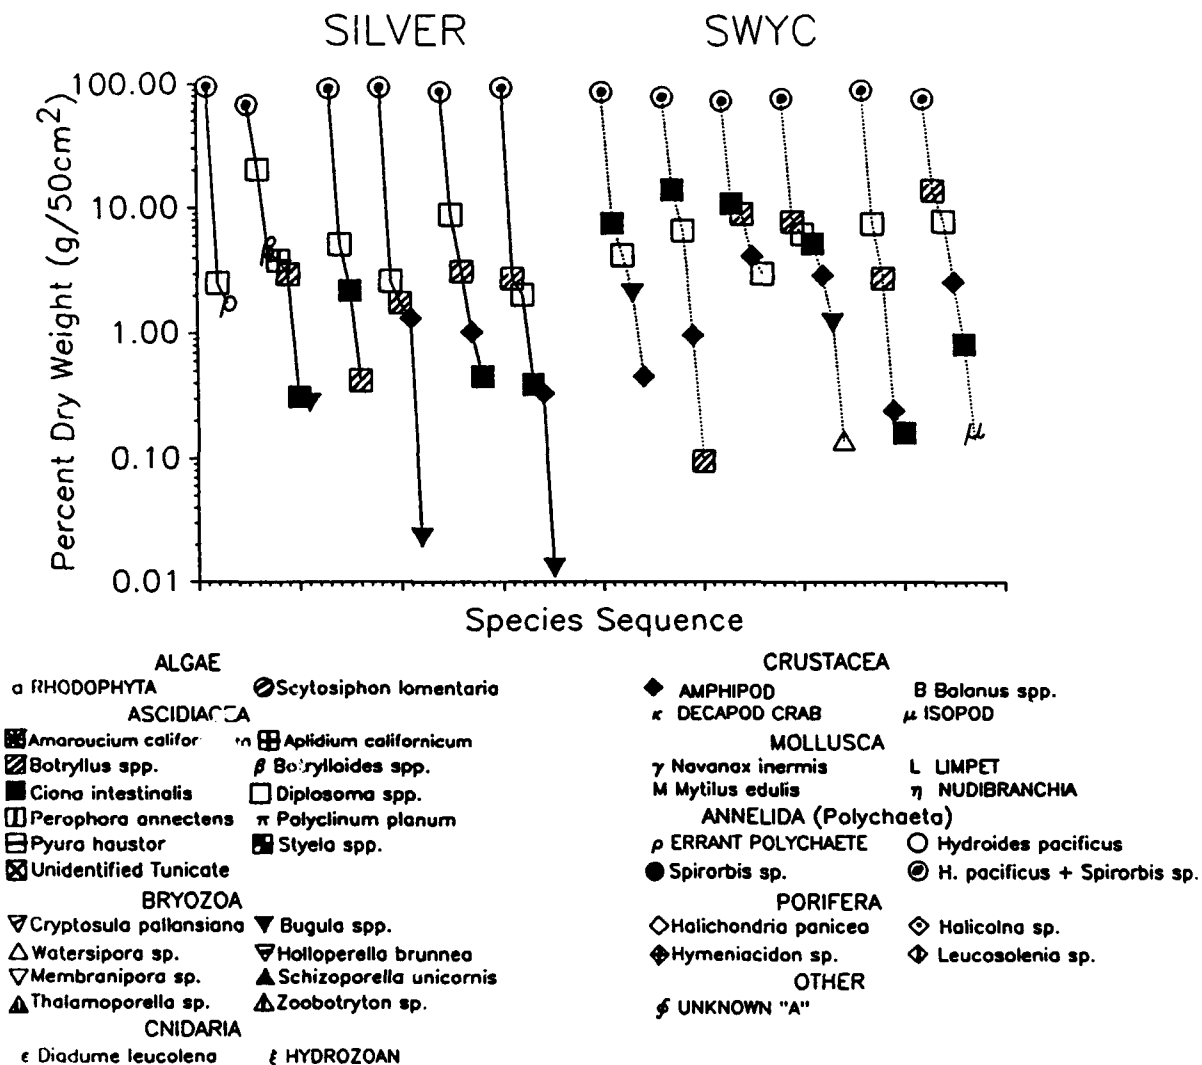 SILVER SWYC
Percent Dry Weight (g/50cm²)
100.00
10.00
1.00
0.10
0.01
ρ
β
μ
Species Sequence
ALGAE
a RHODOPHYTA Scytosiphon lomentaria
ASCIDIACEA
Amaroucium Aplidium californicum
Botryllus spp. β Botrylloides spp.
Ciona intestinalis Diplosoma spp.
Perophora annectens π Polyclinum planum
Pyura haustor Styela spp.
Unidentified Tunicate
BRYOZOA
Cryptosula pallansiana Bugula spp.
Watersipora sp. Holloperella brunnea
Membranipora sp. Schizoparella unicornis
Thalamoporella sp. Zoobotryton sp.
CNIDARIA
ε Diadume leucolena ξ HYDROZOAN
CRUSTACEA
AMPHIPOD B Balanus spp.
κ DECAPOD CRAB μ ISOPOD
MOLLUSCA
γ Navanax inermis L LIMPET
M Mytilus edulis η NUDIBRANCHIA
ANNELIDA (Polychaeta)
ρ ERRANT POLYCHAETE Hydroides pacificus
Spirorbis sp. H. pacificus + Spirorbis sp.
PORIFERA
Halichondria panicea Haliclona sp.
Hymeniacidon sp. Leucosolenia sp.
OTHER
∮ UNKNOWN "A"